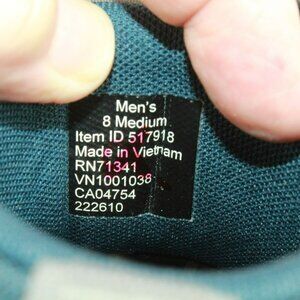 Men's
8 Medium
Item ID 517918
Made in Vietnam
RN71341
VN1001038
CA04754
222610